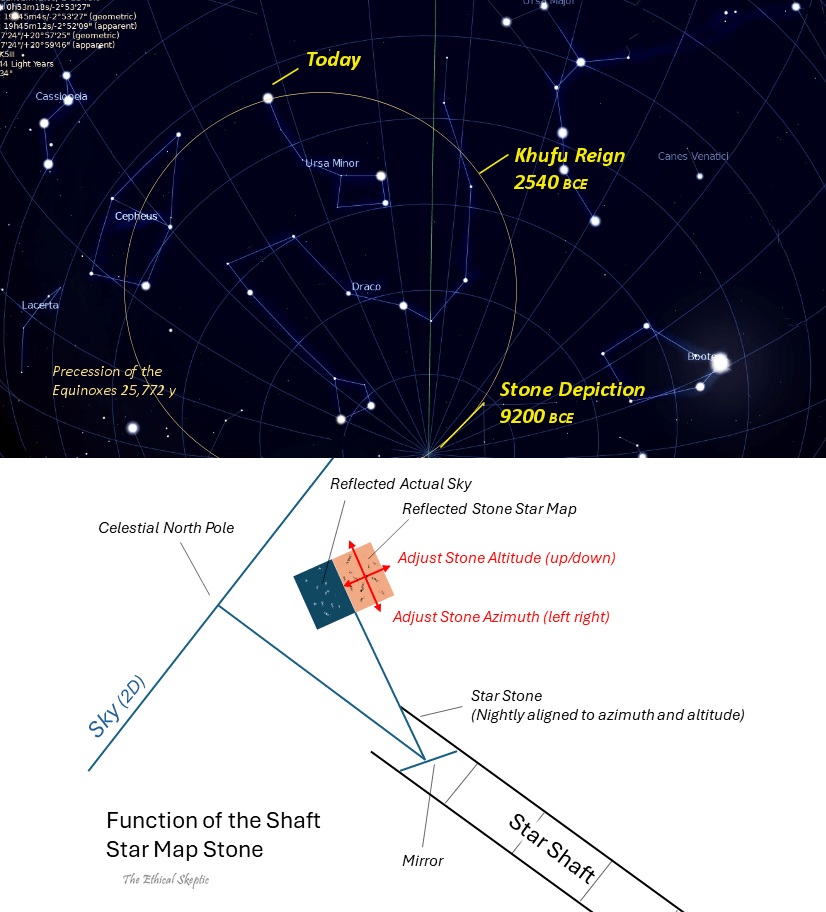 0h53m18s/-2°53'27"
19h45m4s/-2°53'27" (geometric)
19h45m12s/-2°52'09" (apparent)
7'24"/+20°57'25" (geometric)
7'24"/+20°59'46" (apparent)
KSIII
44 Light Years
34°
Ursa Major
Today
Cassiopeia
Ursa Minor
Khufu Reign
2540 BCE
Canes Venatici
Cepheus
Draco
Lacerta
Boote
Precession of the
Equinoxes 25,772 y
Stone Depiction
9200 BCE
Reflected Actual Sky
Reflected Stone Star Map
Celestial North Pole
Adjust Stone Altitude (up/down)
Adjust Stone Azimuth (left right)
Sky (2D)
Star Stone
(Nightly aligned to azimuth and altitude)
Function of the Shaft
Star Map Stone
Star Shaft
Mirror
The Ethical Skeptic